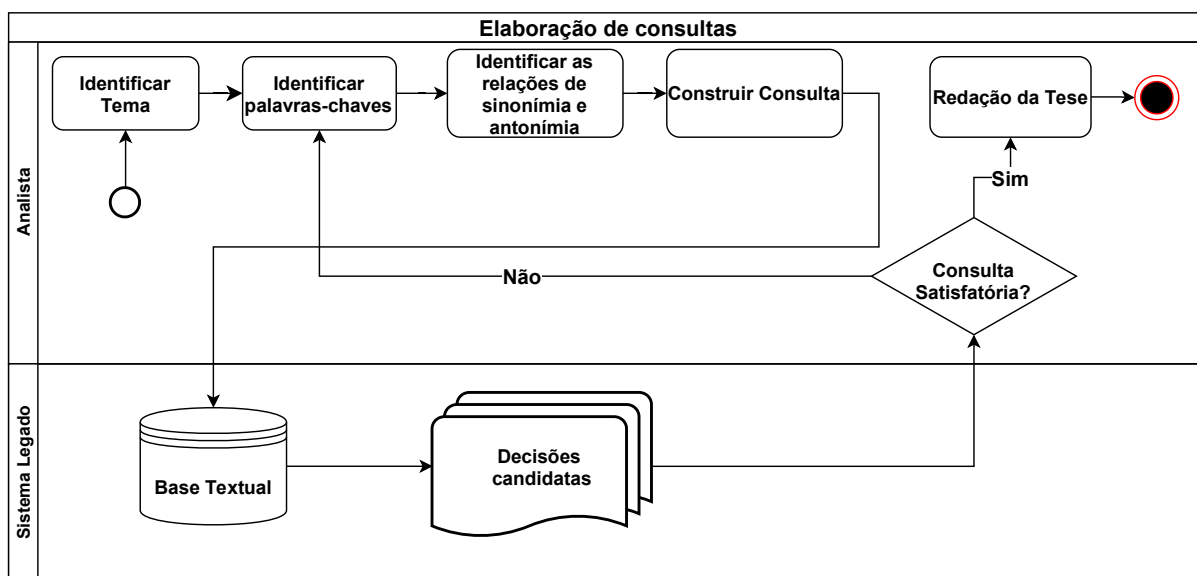 Elaboração de consultas
Analista
Identificar
Tema
Identificar
palavras-chaves
Identificar as
relações de
sinonímia e
antonímia
Construir Consulta
Redação da Tese
Sim
Não
Consulta
Satisfatória?
Sistema Legado
Base Textual
Decisões
candidatas